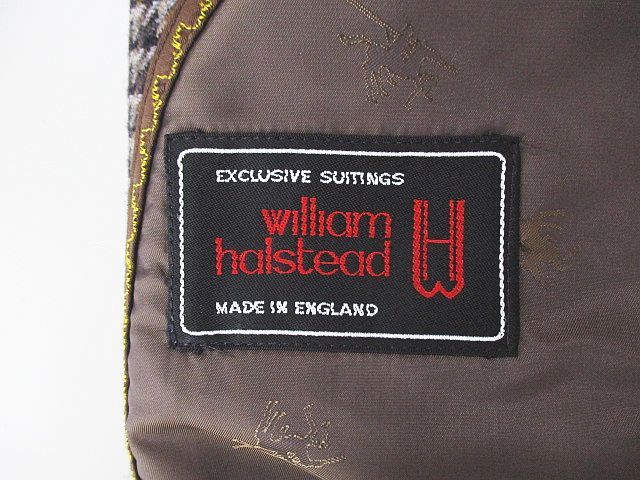 EXCLUSIVE SUITINGS
william
halstead
MADE IN ENGLAND